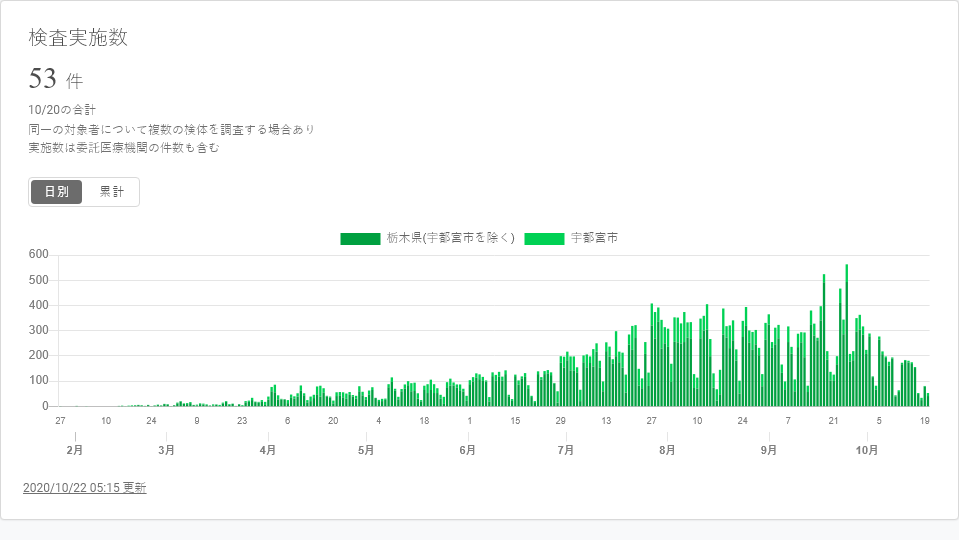 検査実施数
53 件
10/20の合計
同一の対象者について複数の検体を調査する場合あり
実施数は委託医療機関の件数も含む
日別 累計
栃木県(宇都宮市を除く) 宇都宮市
600
500
400
300
200
100
0
27 10 24 9 23 6 20 4 18 1 15 29 13 27 10 24 7 21 5 19
2月 3月 4月 5月 6月 7月 8月 9月 10月
2020/10/22 05:15 更新